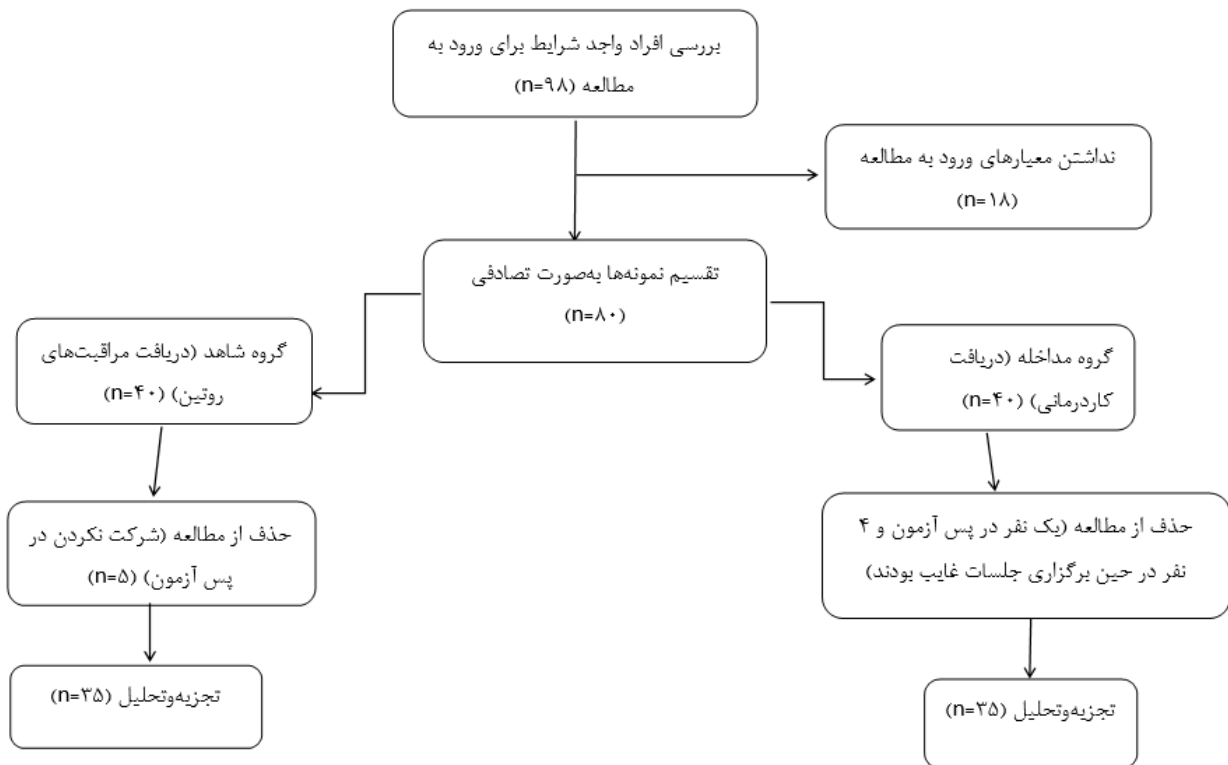 بررسی افراد واجد شرایط برای ورود به
مطالعه (n=۹۸)
نداشتن معیارهای ورود به مطالعه
(n=۱۸)
تقسیم نمونه‌ها به‌صورت تصادفی
(n=۸۰)
گروه مداخله (دریافت
کاردرمانی) (n=۴۰)
گروه شاهد (دریافت مراقبت‌های
روتین) (n=۴۰)
حذف از مطالعه (یک نفر در پس آزمون و ۴
نفر در حین برگزاری جلسات غایب بودند)
حذف از مطالعه (شرکت نکردن در
پس آزمون) (n=۵)
تجزیه‌وتحلیل (n=۳۵)
تجزیه‌وتحلیل (n=۳۵)